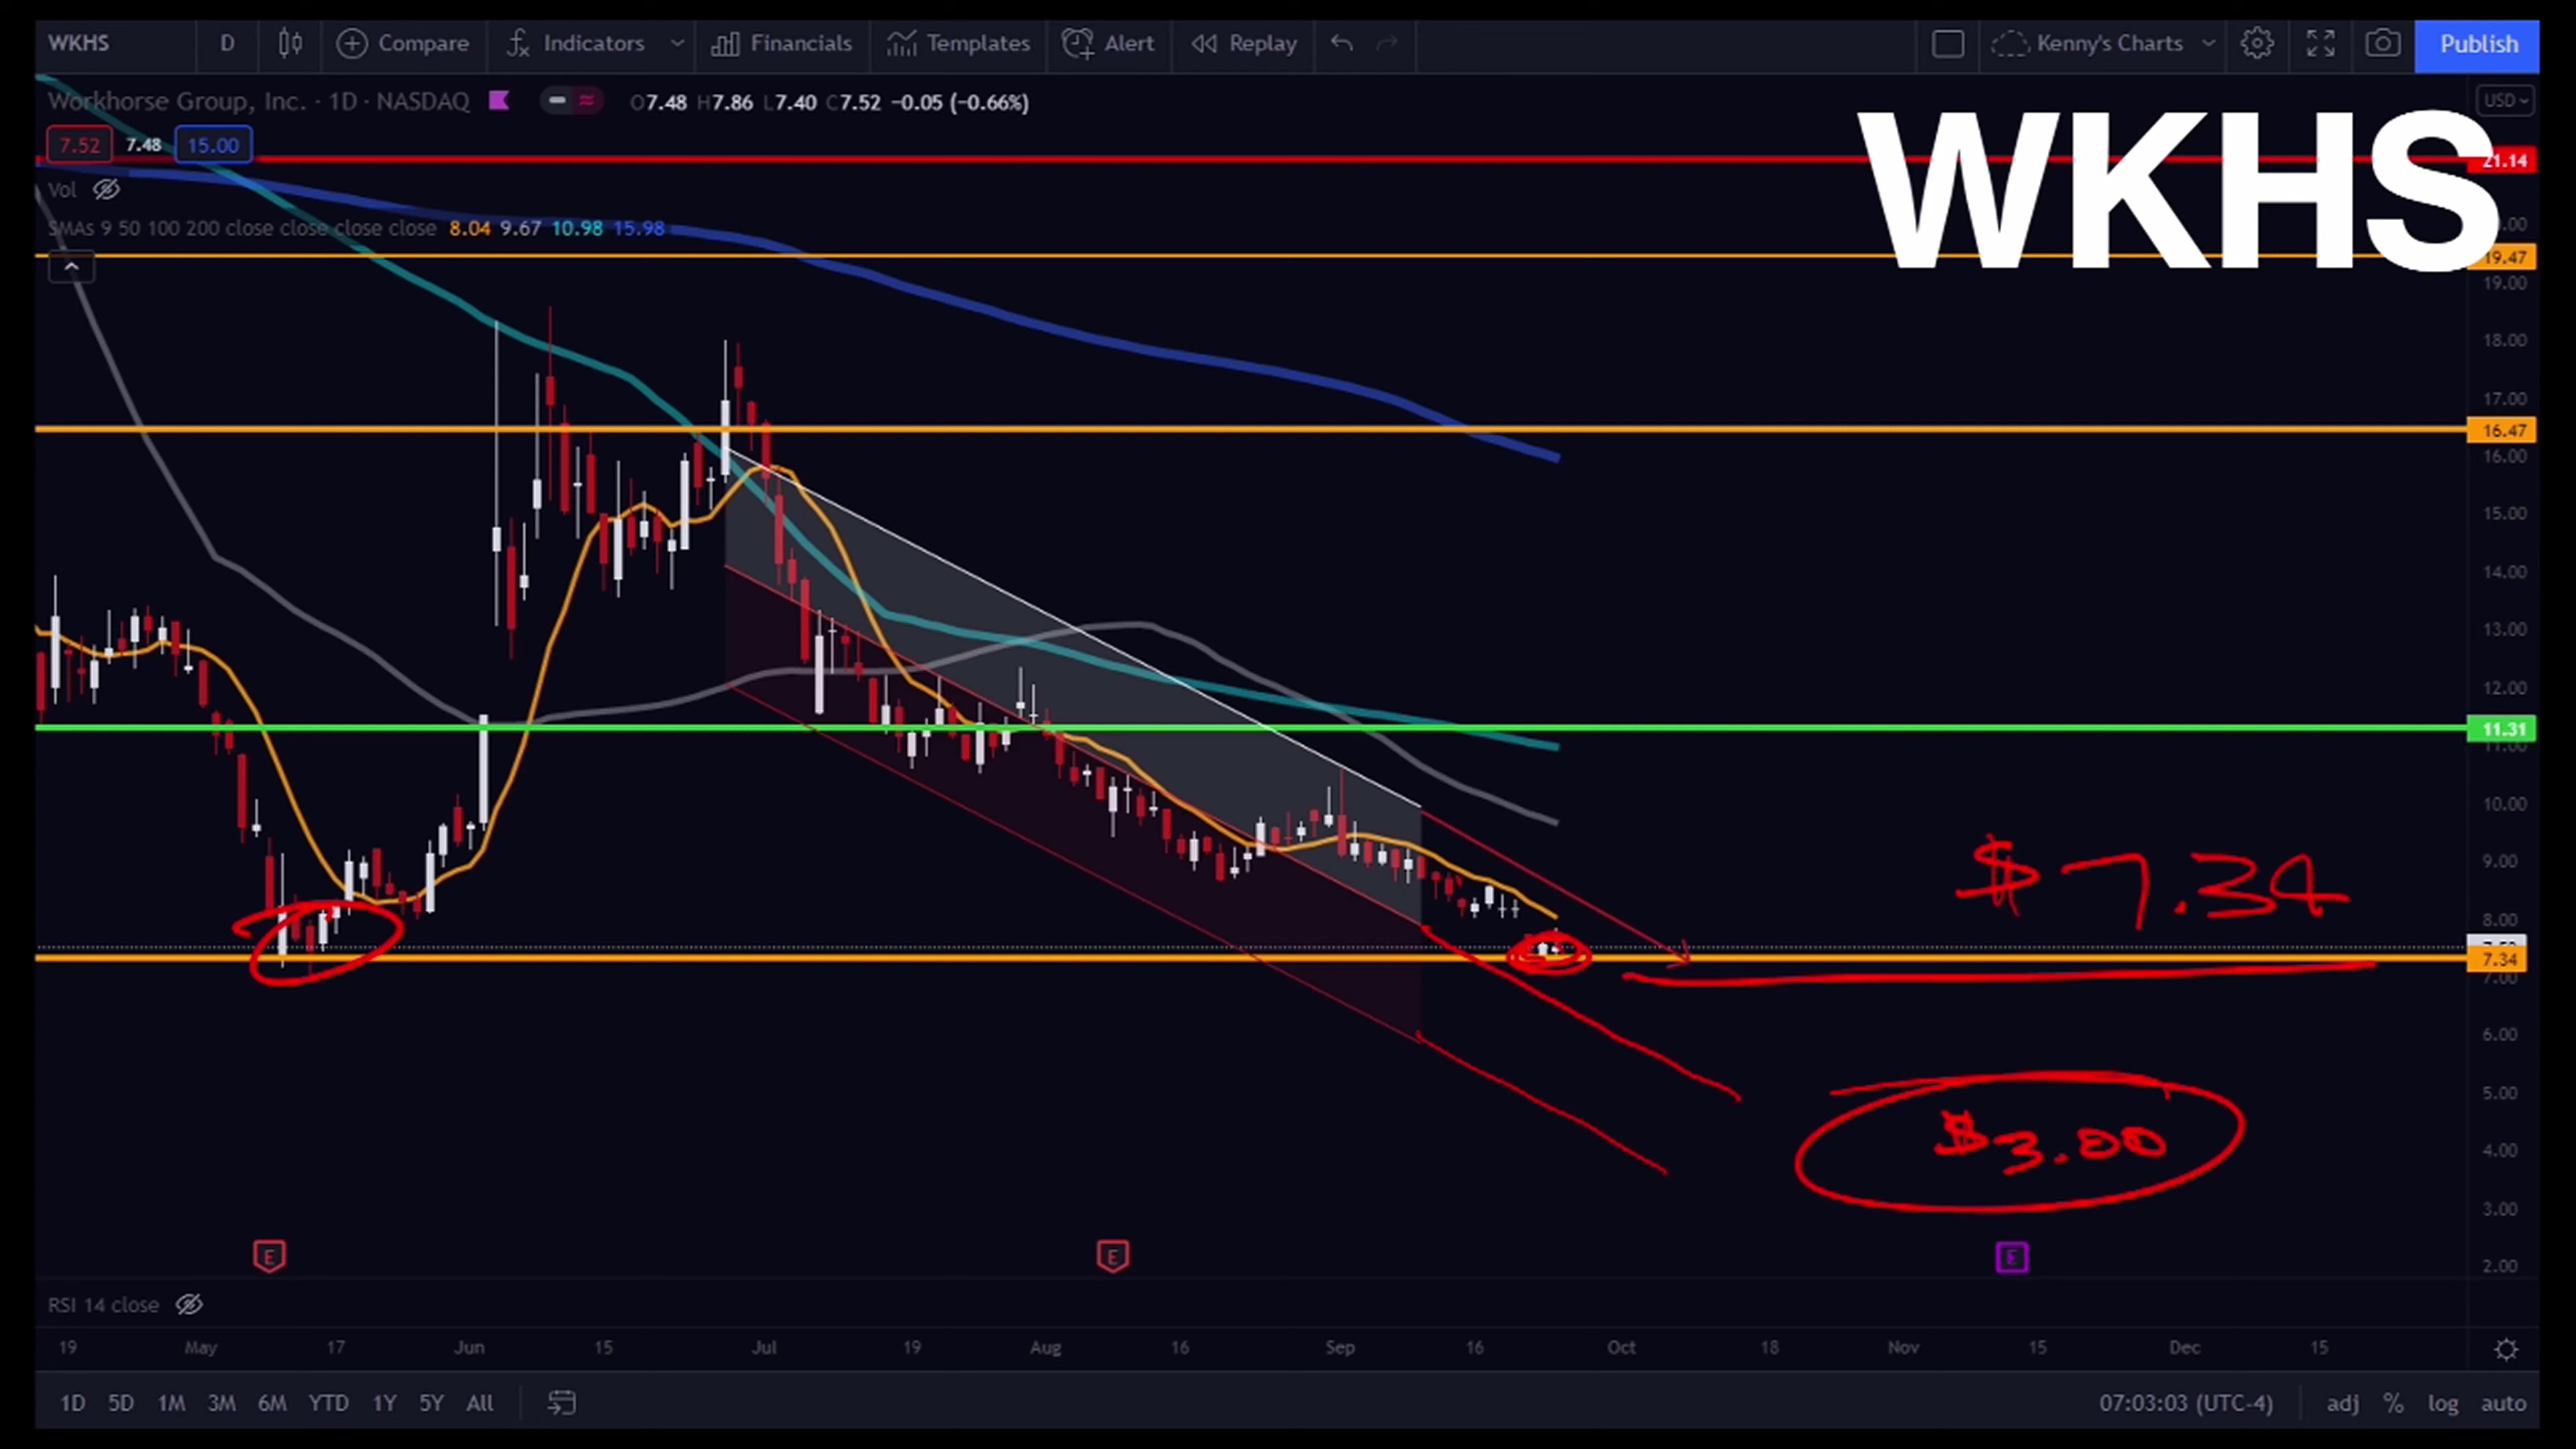 WKHS D Compare Indicators Financials Templates Alert Replay Kenny's Charts Publish
Workhorse Group, Inc. · 1D · NASDAQ O7.48 H7.86 L7.40 C7.52 −0.05 (−0.66%) USD
WKHS
7.52 7.48 15.00
21.14
Vol
SMAs 9 50 100 200 close close close close 8.04 9.67 10.98 15.98
19.47
19.00
18.00
17.00
16.47
16.00
15.00
14.00
13.00
12.00
11.31
11.00
10.00
9.00
$7.34
8.00
7.34
7.00
6.00
5.00
$3.00
4.00
3.00
E E E
2.00
RSI 14 close
19 May 17 Jun 15 Jul 19 Aug 16 Sep 16 Oct 18 Nov 15 Dec 15
1D 5D 1M 3M 6M YTD 1Y 5Y All 07:03:03 (UTC-4) adj % log auto